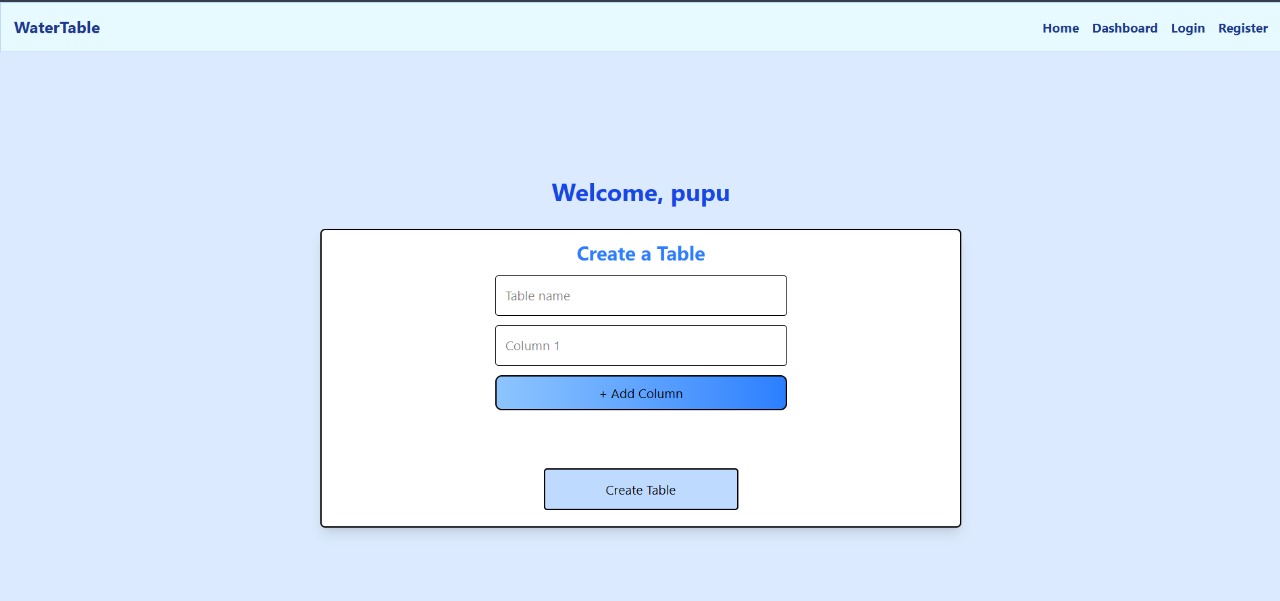 WaterTable
Home Dashboard Login Register
Welcome, pupu
Create a Table
Table name
Column 1
+ Add Column
Create Table